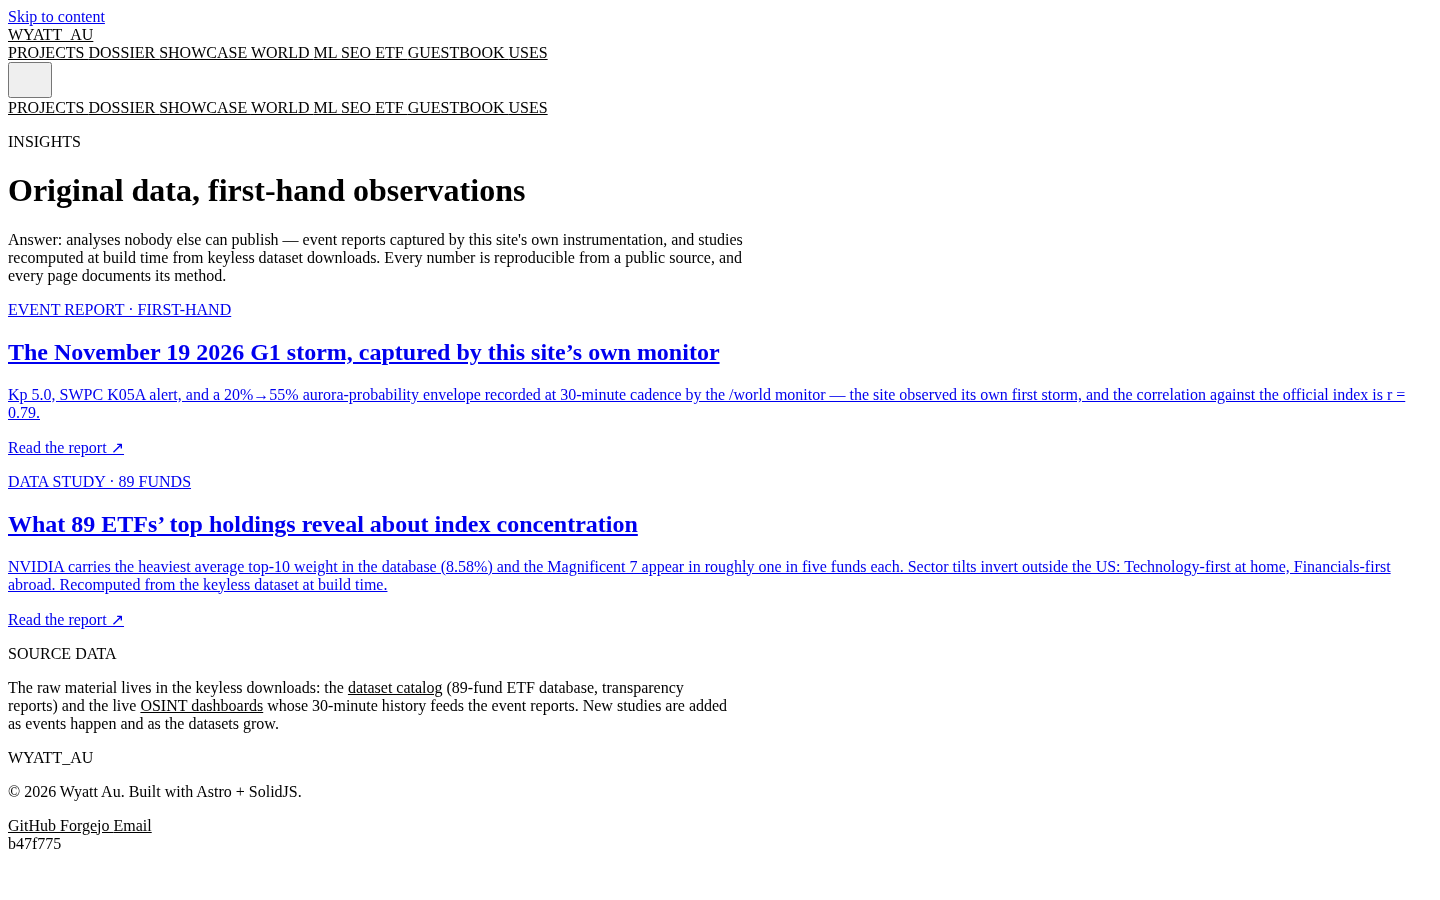 Skip to content
WYATT_AU
PROJECTS DOSSIER SHOWCASE WORLD ML SEO ETF GUESTBOOK USES
PROJECTS DOSSIER SHOWCASE WORLD ML SEO ETF GUESTBOOK USES
INSIGHTS
Original data, first-hand observations
Answer: analyses nobody else can publish — event reports captured by this site's own instrumentation, and studies
recomputed at build time from keyless dataset downloads. Every number is reproducible from a public source, and
every page documents its method.
EVENT REPORT · FIRST-HAND
The November 19 2026 G1 storm, captured by this site’s own monitor
Kp 5.0, SWPC K05A alert, and a 20%→55% aurora-probability envelope recorded at 30-minute cadence by the /world monitor — the site observed its own first storm, and the correlation against the official index is r =
0.79.
Read the report ↗
DATA STUDY · 89 FUNDS
What 89 ETFs’ top holdings reveal about index concentration
NVIDIA carries the heaviest average top-10 weight in the database (8.58%) and the Magnificent 7 appear in roughly one in five funds each. Sector tilts invert outside the US: Technology-first at home, Financials-first
abroad. Recomputed from the keyless dataset at build time.
Read the report ↗
SOURCE DATA
The raw material lives in the keyless downloads: the dataset catalog (89-fund ETF database, transparency
reports) and the live OSINT dashboards whose 30-minute history feeds the event reports. New studies are added
as events happen and as the datasets grow.
WYATT_AU
© 2026 Wyatt Au. Built with Astro + SolidJS.
GitHub Forgejo Email
b47f775